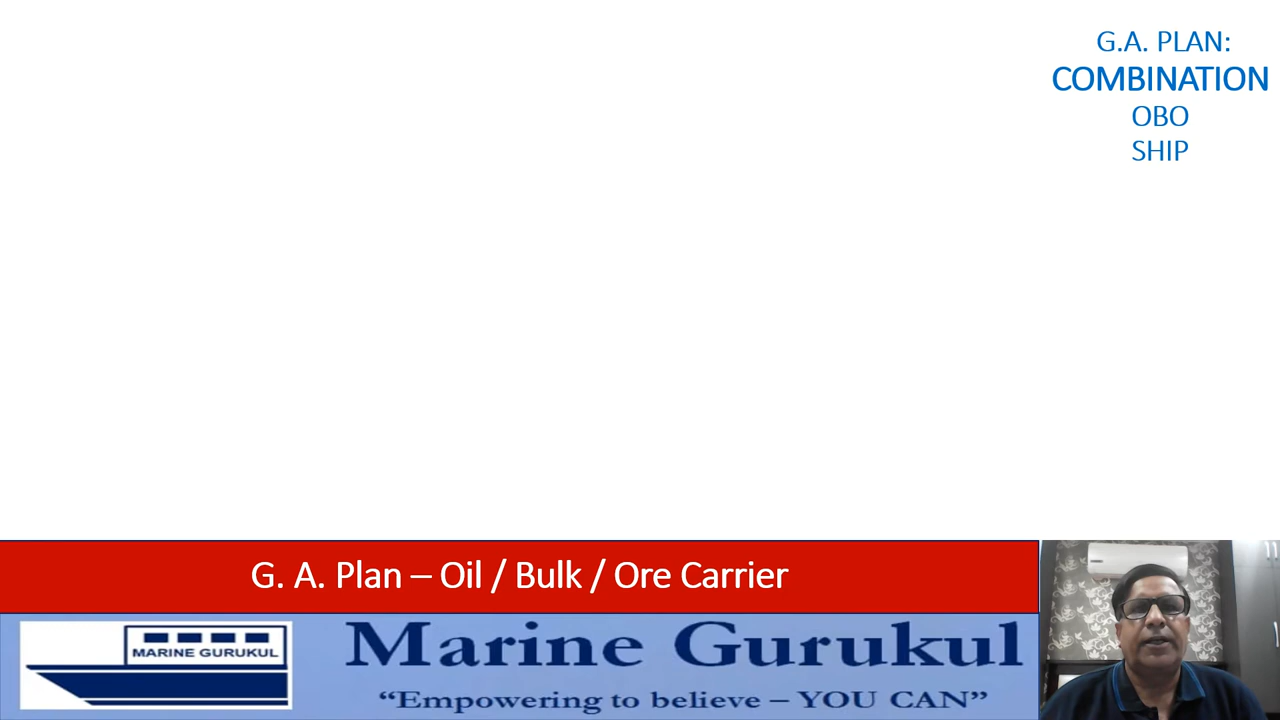 G.A. PLAN:
COMBINATION
OBO
SHIP
G. A. Plan – Oil / Bulk / Ore Carrier
MARINE GURUKUL
Marine Gurukul
“Empowering to believe – YOU CAN”